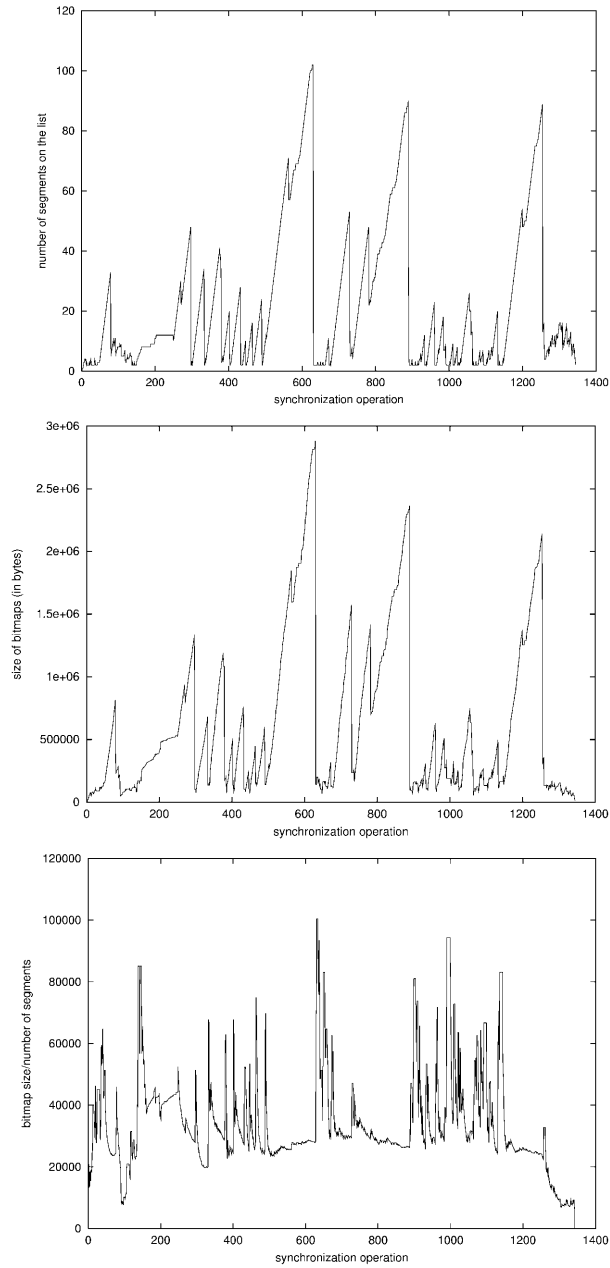 120
100
80
60
40
20
0
number of segments on the list
0 200 400 600 800 1000 1200 1400
synchronization operation
3e+06
2.5e+06
2e+06
1.5e+06
1e+06
500000
0
size of bitmaps (in bytes)
0 200 400 600 800 1000 1200 1400
synchronization operation
120000
100000
80000
60000
40000
20000
0
bitmap size/number of segments
0 200 400 600 800 1000 1200 1400
synchronization operation